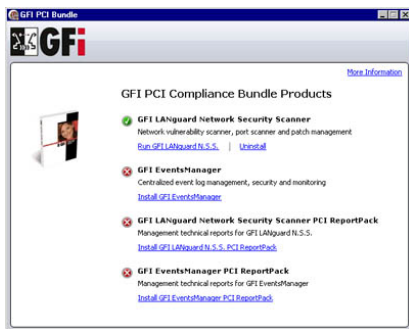 GFI PCI Bundle
GFi
More Information
GFI PCI Compliance Bundle Products
GFI LANguard Network Security Scanner
Network vulnerability scanner, port scanner and patch management
Run GFI LANguard N.S.S. | Uninstall
GFI EventsManager
Centralized event log management, security and monitoring
Install GFI EventsManager
GFI LANguard Network Security Scanner PCI ReportPack
Management technical reports for GFI LANguard N.S.S.
Install GFI LANguard N.S.S. PCI ReportPack
GFI EventsManager PCI ReportPack
Management technical reports for GFI EventsManager
Install GFI EventsManager PCI ReportPack